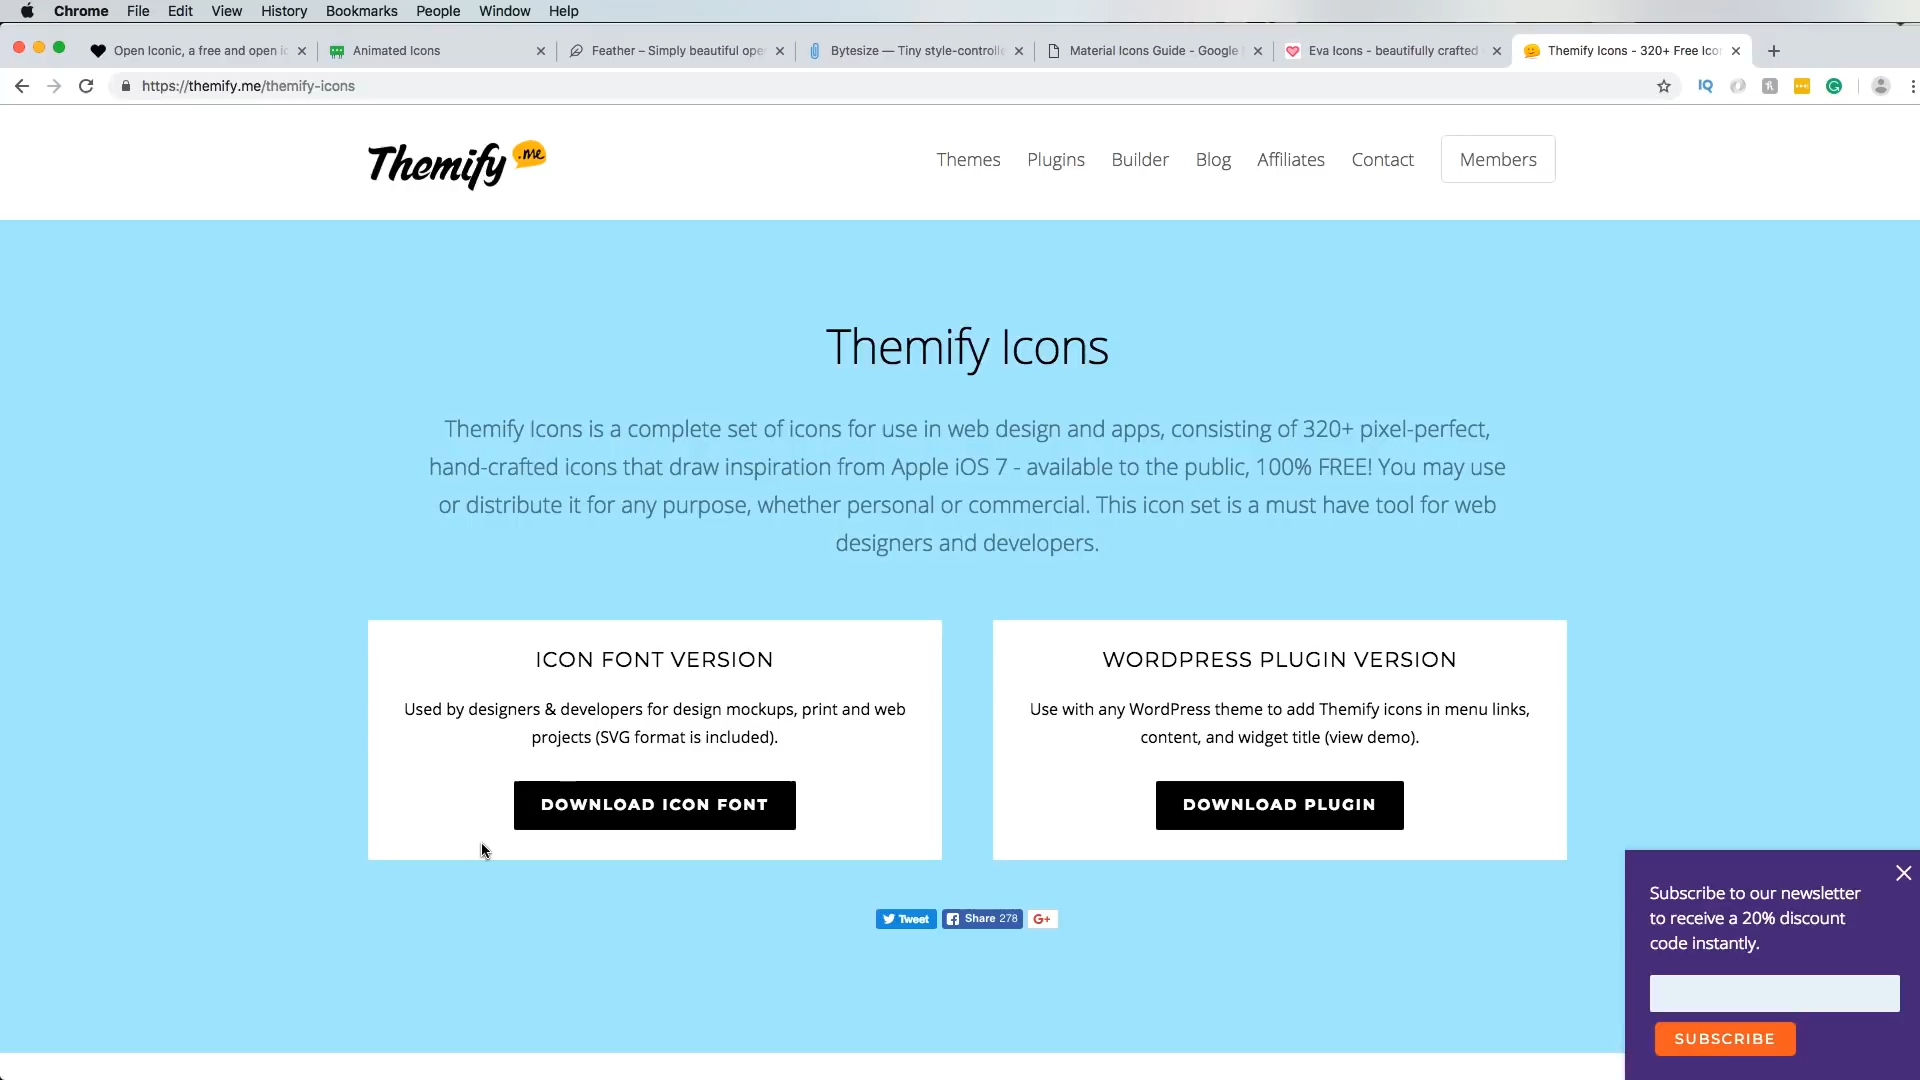 Chrome File Edit View History Bookmarks People Window Help
Open Iconic, a free and open
Animated Icons
Feather – Simply beautiful ope
Bytesize — Tiny style-controlle
Material Icons Guide - Google
Eva Icons - beautifully crafted
Themify Icons - 320+ Free Ico
https://themify.me/themify-icons
IQ
Themify .me
Themes Plugins Builder Blog Affiliates Contact Members
Themify Icons
Themify Icons is a complete set of icons for use in web design and apps, consisting of 320+ pixel-perfect,
hand-crafted icons that draw inspiration from Apple iOS 7 - available to the public, 100% FREE! You may use
or distribute it for any purpose, whether personal or commercial. This icon set is a must have tool for web
designers and developers.
ICON FONT VERSION
Used by designers & developers for design mockups, print and web
projects (SVG format is included).
DOWNLOAD ICON FONT
WORDPRESS PLUGIN VERSION
Use with any WordPress theme to add Themify icons in menu links,
content, and widget title (view demo).
DOWNLOAD PLUGIN
Tweet
Share 278
G+
Subscribe to our newsletter
to receive a 20% discount
code instantly.
SUBSCRIBE